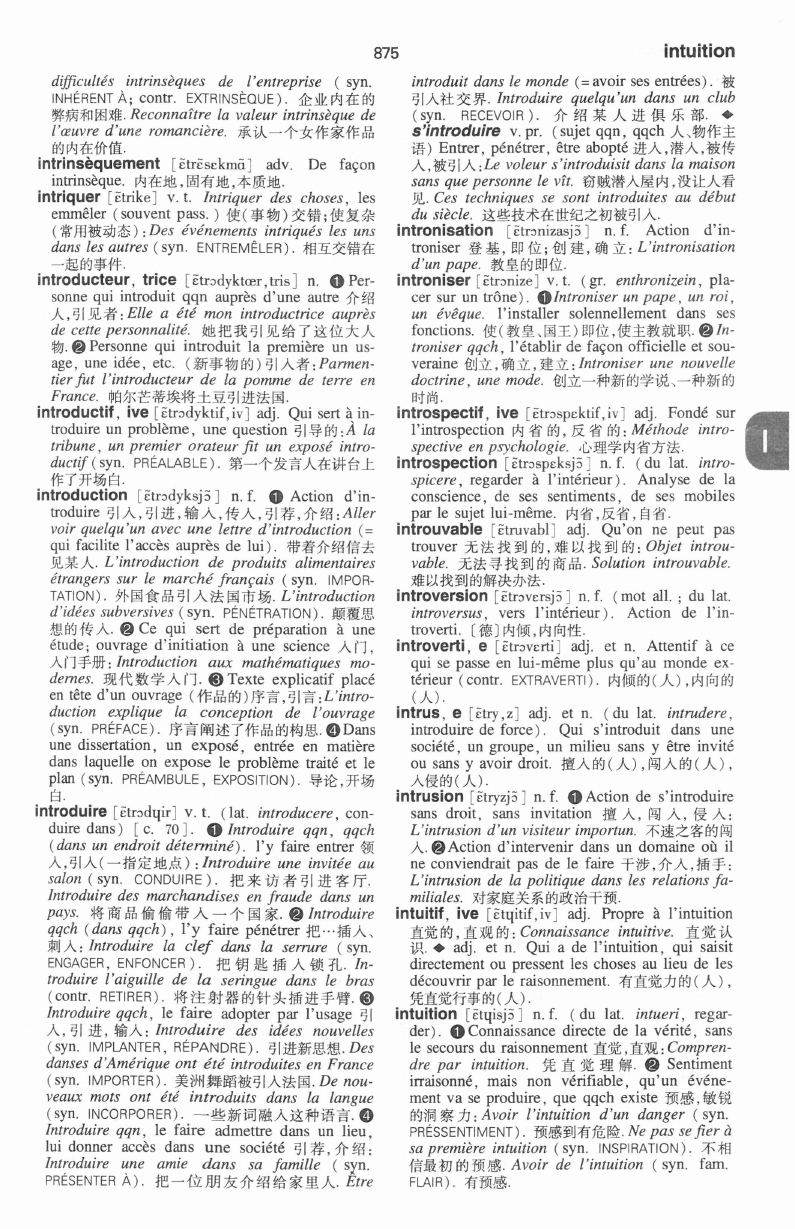 875
intuition
difficultés intrinsèques de l'entreprise ( syn.
INHÉRENT À; contr. EXTRINSÈQUE). 企业内在的
弊病和困难. Reconnaître la valeur intrinsèque de
l'œuvre d'une romancière. 承认一个女作家作品
的内在价值.
intrinsèquement [ɛ̃trɛ̃sɛkmɑ̃] adv. De façon
intrinsèque. 内在地,固有地,本质地.
intriquer [ɛ̃trike] v. t. Intriquer des choses, les
emmêler (souvent pass. ) 使(事物)交错;使复杂
(常用被动态):Des événements intriqués les uns
dans les autres (syn. ENTREMÊLER). 相互交错在
一起的事件.
introducteur, trice [ɛ̃trɔdyktœr,tris] n. ❶ Per-
sonne qui introduit qqn auprès d'une autre 介绍
人,引见者:Elle a été mon introductrice auprès
de cette personnalité. 她把我引见给了这位大人
物. ❷ Personne qui introduit la première un us-
age, une idée, etc. (新事物的)引入者:Parmen-
tier fut l'introducteur de la pomme de terre en
France. 帕尔芒蒂埃将土豆引进法国.
introductif, ive [ɛ̃trɔdyktif,iv] adj. Qui sert à in-
troduire un problème, une question 引导的:À la
tribune, un premier orateur fit un exposé intro-
ductif (syn. PRÉALABLE). 第一个发言人在讲台上
作了开场白.
introduction [ɛ̃trɔdyksjɔ̃] n. f. ❶ Action d'in-
troduire 引入,引进,输入,传入,引荐,介绍:Aller
voir quelqu'un avec une lettre d'introduction (=
qui facilite l'accès auprès de lui). 带着介绍信去
见某人. L'introduction de produits alimentaires
étrangers sur le marché français ( syn. IMPOR-
TATION). 外国食品引入法国市场. L'introduction
d'idées subversives (syn. PÉNÉTRATION). 颠覆思
想的传入. ❷ Ce qui sert de préparation à une
étude; ouvrage d'initiation à une science 入门,
入门手册: Introduction aux mathématiques mo-
dernes. 现代数学入门. ❸ Texte explicatif placé
en tête d'un ouvrage (作品的)序言,引言:L'intro-
duction explique la conception de l'ouvrage
(syn. PRÉFACE). 序言阐述了作品的构思. ❹ Dans
une dissertation, un exposé, entrée en matière
dans laquelle on expose le problème traité et le
plan (syn. PRÉAMBULE, EXPOSITION). 导论,开场
白.
introduire [ɛ̃trɔdɥir] v. t. (lat. introducere, con-
duire dans) [ c. 70]. ❶ Introduire qqn, qqch
(dans un endroit déterminé). l'y faire entrer 领
入,引入(一指定地点):Introduire une invitée au
salon ( syn. CONDUIRE). 把来访者引进客厅.
Introduire des marchandises en fraude dans un
pays. 将商品偷偷带入一个国家. ❷ Introduire
qqch (dans qqch), l'y faire pénétrer 把…插入、
刺入: Introduire la clef dans la serrure ( syn.
ENGAGER, ENFONCER ). 把钥匙插入锁孔. In-
troduire l'aiguille de la seringue dans le bras
(contr. RETIRER). 将注射器的针头插进手臂. ❸
Introduire qqch, le faire adopter par l'usage 引
入,引进,输入: Introduire des idées nouvelles
(syn. IMPLANTER, RÉPANDRE). 引进新思想. Des
danses d'Amérique ont été introduites en France
(syn. IMPORTER). 美洲舞蹈被引入法国. De nou-
veaux mots ont été introduits dans la langue
(syn. INCORPORER). 一些新词融入这种语言. ❹
Introduire qqn, le faire admettre dans un lieu,
lui donner accès dans une société 引荐,介绍:
Introduire une amie dans sa famille ( syn.
PRÉSENTER À). 把一位朋友介绍给家里人. Être
introduit dans le monde (= avoir ses entrées). 被
引入社交界. Introduire quelqu'un dans un club
(syn. RECEVOIR ). 介绍某人进俱乐部. ◆
s'introduire v. pr. (sujet qqn, qqch 人、物作主
语) Entrer, pénétrer, être abopté 进入,潜入,被传
入,被引入:Le voleur s'introduisit dans la maison
sans que personne le vît. 窃贼潜入屋内,没让人看
见. Ces techniques se sont introduites au début
du siècle. 这些技术在世纪之初被引入.
intronisation [ɛ̃trɔnizasjɔ̃] n. f. Action d'in-
troniser 登基,即位;创建,确立:L'intronisation
d'un pape. 教皇的即位.
introniser [ɛ̃trɔnize] v. t. ( gr. enthronizein, pla-
cer sur un trône). ❶ Introniser un pape, un roi,
un évêque. l'installer solennellement dans ses
fonctions. 使(教皇、国王)即位,使主教就职. ❷ In-
troniser qqch, l'établir de façon officielle et sou-
veraine 创立,确立,建立:Introniser une nouvelle
doctrine, une mode. 创立一种新的学说、一种新的
时尚.
introspectif, ive [ɛ̃trɔspɛktif,iv] adj. Fondé sur
l'introspection 内省的,反省的: Méthode intro-
spective en psychologie. 心理学内省方法.
introspection [ɛ̃trɔspɛksjɔ̃] n. f. ( du lat. intro-
spicere, regarder à l'intérieur). Analyse de la
conscience, de ses sentiments, de ses mobiles
par le sujet lui-même. 内省,反省,自省.
introuvable [ɛ̃truvabl] adj. Qu'on ne peut pas
trouver 无法找到的,难以找到的: Objet introu-
vable. 无法寻找到的商品. Solution introuvable.
难以找到的解决办法.
introversion [ɛ̃trɔvɛrsjɔ̃] n. f. (mot all. ; du lat.
introversus, vers l'intérieur). Action de l'in-
troverti. [德]内倾,内向性.
introverti, e [ɛ̃trɔvɛrti] adj. et n. Attentif à ce
qui se passe en lui-même plus qu'au monde ex-
térieur (contr. EXTRAVERTI). 内倾的(人),内向的
(人).
intrus, e [ɛ̃try,z] adj. et n. ( du lat. intrudere,
introduire de force). Qui s'introduit dans une
société, un groupe, un milieu sans y être invité
ou sans y avoir droit. 擅入的(人),闯入的(人),
入侵的(人).
intrusion [ɛ̃tryzjɔ̃] n. f. ❶ Action de s'introduire
sans droit, sans invitation 擅入,闯入,侵入:
L'intrusion d'un visiteur importun. 不速之客的闯
入. ❷ Action d'intervenir dans un domaine où il
ne conviendrait pas de le faire 干涉,介入,插手:
L'intrusion de la politique dans les relations fa-
miliales. 对家庭关系的政治干预.
intuitif, ive [ɛ̃tɥitif,iv] adj. Propre à l'intuition
直觉的,直观的: Connaissance intuitive. 直觉认
识. ◆ adj. et n. Qui a de l'intuition, qui saisit
directement ou pressent les choses au lieu de les
découvrir par le raisonnement. 有直觉力的(人),
凭直觉行事的(人).
intuition [ɛ̃tɥisjɔ̃] n. f. ( du lat. intueri, regar-
der). ❶ Connaissance directe de la vérité, sans
le secours du raisonnement 直觉,直观:Compren-
dre par intuition. 凭直觉理解. ❷ Sentiment
irraisonné, mais non vérifiable, qu'un événe-
ment va se produire, que qqch existe 预感,敏锐
的洞察力: Avoir l'intuition d'un danger ( syn.
PRÉSSENTIMENT). 预感到有危险. Ne pas se fier à
sa première intuition (syn. INSPIRATION). 不相
信最初的预感. Avoir de l'intuition ( syn. fam.
FLAIR). 有预感.
I